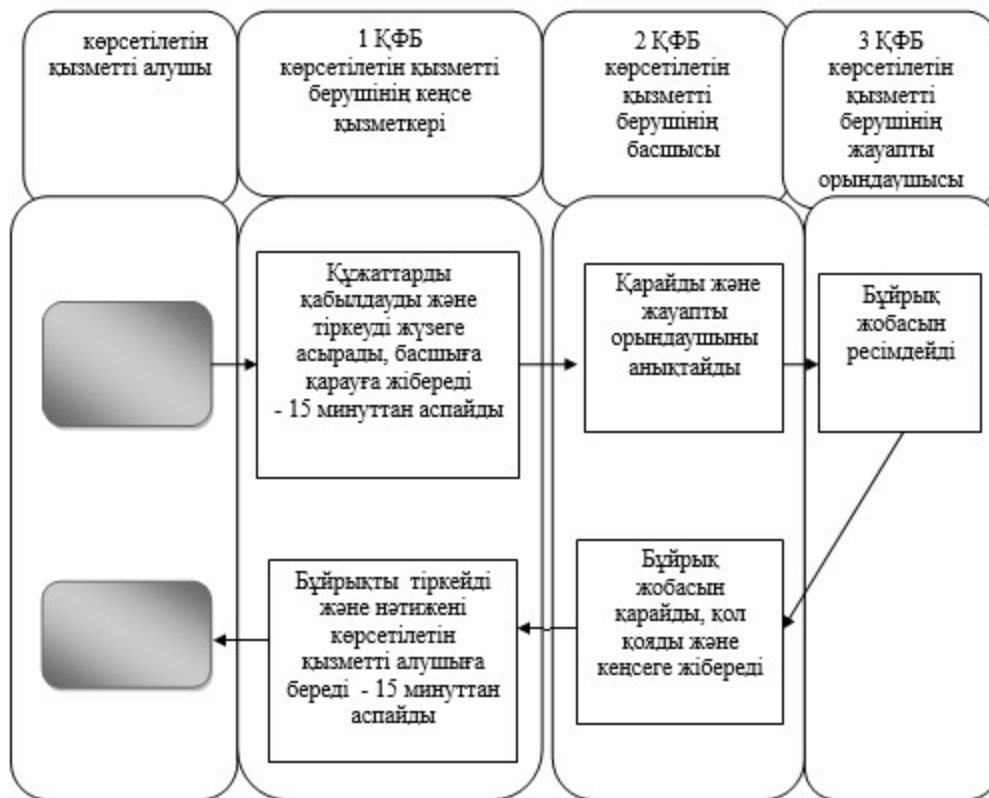 көрсетілетін
қызметті алушы
1 ҚФБ
көрсетілетін қызметті
берушінің кеңсе
қызметкері
2 ҚФБ
көрсетілетін
қызметті
берушінің
басшысы
3 ҚФБ
көрсетілетін
қызметті
берушінің
жауапты
орындаушысы
Құжаттарды
қабылдауды және
тіркеуді жүзеге
асырады, басшыға
қарауға жібереді
- 15 минуттан аспайды
Қарайды және
жауапты
орындаушыны
анықтайды
Бұйрық
жобасын
ресімдейді
Бұйрықты тіркейді
және нәтижені
көрсетілетін
қызметті алушыға
береді - 15 минуттан
аспайды
Бұйрық
жобасын
қарайды, қол
қояды және
кеңсеге жібереді